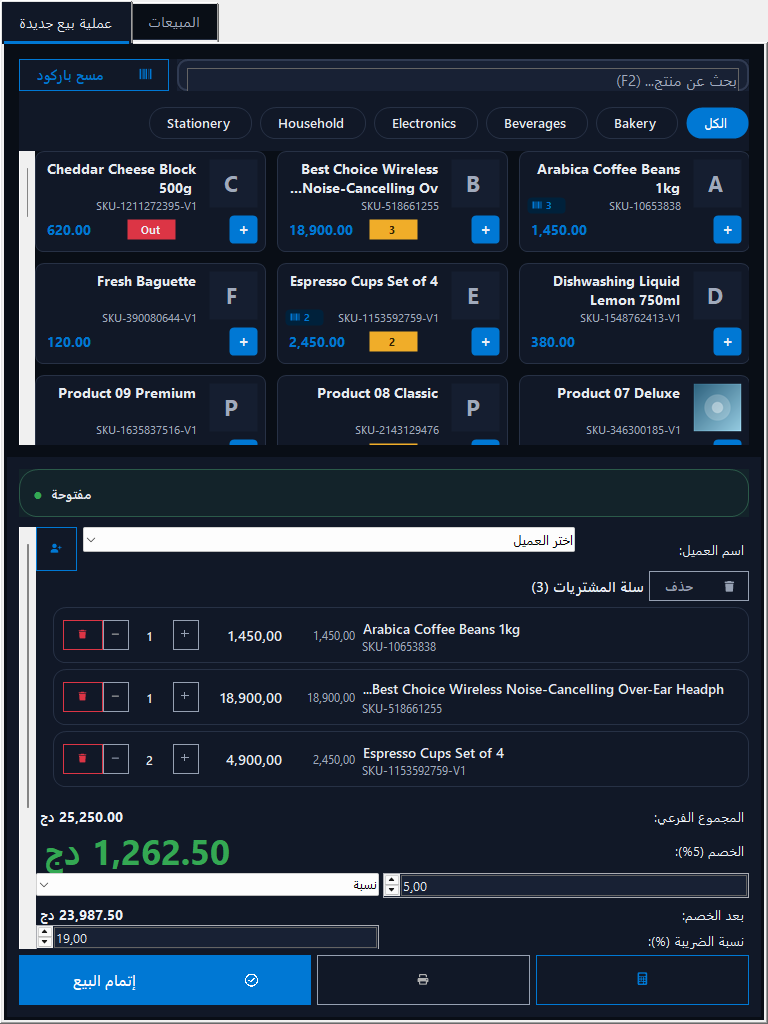 عملية بيع جديدة
المبيعات
بحث عن منتج... (F2)
مسح باركود
الكل
Bakery
Beverages
Electronics
Household
Stationery
A
Arabica Coffee Beans 1kg
SKU-10653838
3
1,450.00
+
B
Best Choice Wireless Noise-Cancelling Ov...
SKU-518661255
18,900.00
3
+
C
Cheddar Cheese Block 500g
SKU-1211272395-V1
620.00
Out
+
D
Dishwashing Liquid Lemon 750ml
SKU-1548762413-V1
380.00
+
E
Espresso Cups Set of 4
SKU-1153592759-V1
2
2,450.00
2
+
F
Fresh Baguette
SKU-390080644-V1
120.00
+
Product 07 Deluxe
SKU-346300185-V1
P
Product 08 Classic
SKU-2143129476
P
Product 09 Premium
SKU-1635837516-V1
مفتوحة
اسم العميل:
اختر العميل
حذف
سلة المشتريات (3)
Arabica Coffee Beans 1kg
SKU-10653838
1,450,00
1,450,00
+
1
−
Best Choice Wireless Noise-Cancelling Over-Ear Headph...
SKU-518661255
18,900,00
18,900,00
+
1
−
Espresso Cups Set of 4
SKU-1153592759-V1
2,450,00
4,900,00
+
2
−
المجموع الفرعي:
25,250.00 دج
الخصم (5%):
1,262.50 دج
5,00
نسبة
بعد الخصم:
23,987.50 دج
نسبة الضريبة (%):
19,00
إتمام البيع